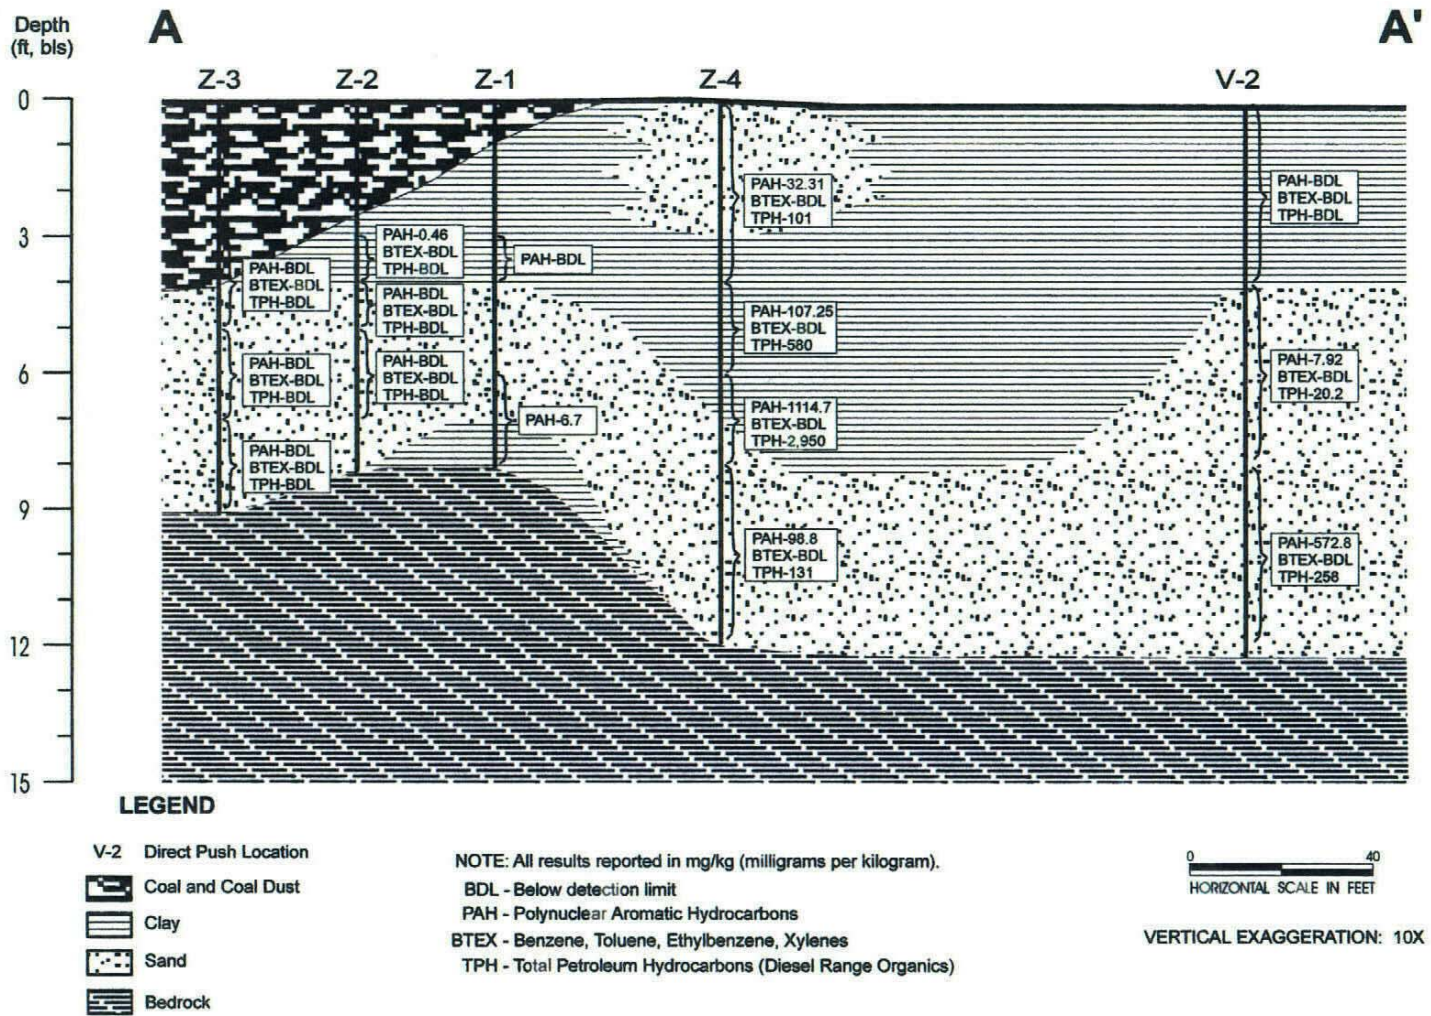 Depth
(ft, bls)
A
A'
Z-3
Z-2
Z-1
Z-4
V-2
0
3
6
9
12
15
PAH-BDL
BTEX-BDL
TPH-BDL
PAH-BDL
BTEX-BDL
TPH-BDL
PAH-BDL
BTEX-BDL
TPH-BDL
PAH-0.46
BTEX-BDL
TPH-BDL
PAH-BDL
BTEX-BDL
TPH-BDL
PAH-BDL
BTEX-BDL
TPH-BDL
PAH-BDL
PAH-6.7
PAH-32.31
BTEX-BDL
TPH-101
PAH-107.25
BTEX-BDL
TPH-580
PAH-1114.7
BTEX-BDL
TPH-2,950
PAH-98.8
BTEX-BDL
TPH-131
PAH-BDL
BTEX-BDL
TPH-BDL
PAH-7.92
BTEX-BDL
TPH-20.2
PAH-572.8
BTEX-BDL
TPH-256
LEGEND
V-2 Direct Push Location
Coal and Coal Dust
Clay
Sand
Bedrock
NOTE: All results reported in mg/kg (milligrams per kilogram).
BDL - Below detection limit
PAH - Polynuclear Aromatic Hydrocarbons
BTEX - Benzene, Toluene, Ethylbenzene, Xylenes
TPH - Total Petroleum Hydrocarbons (Diesel Range Organics)
0 40
HORIZONTAL SCALE IN FEET
VERTICAL EXAGGERATION: 10X